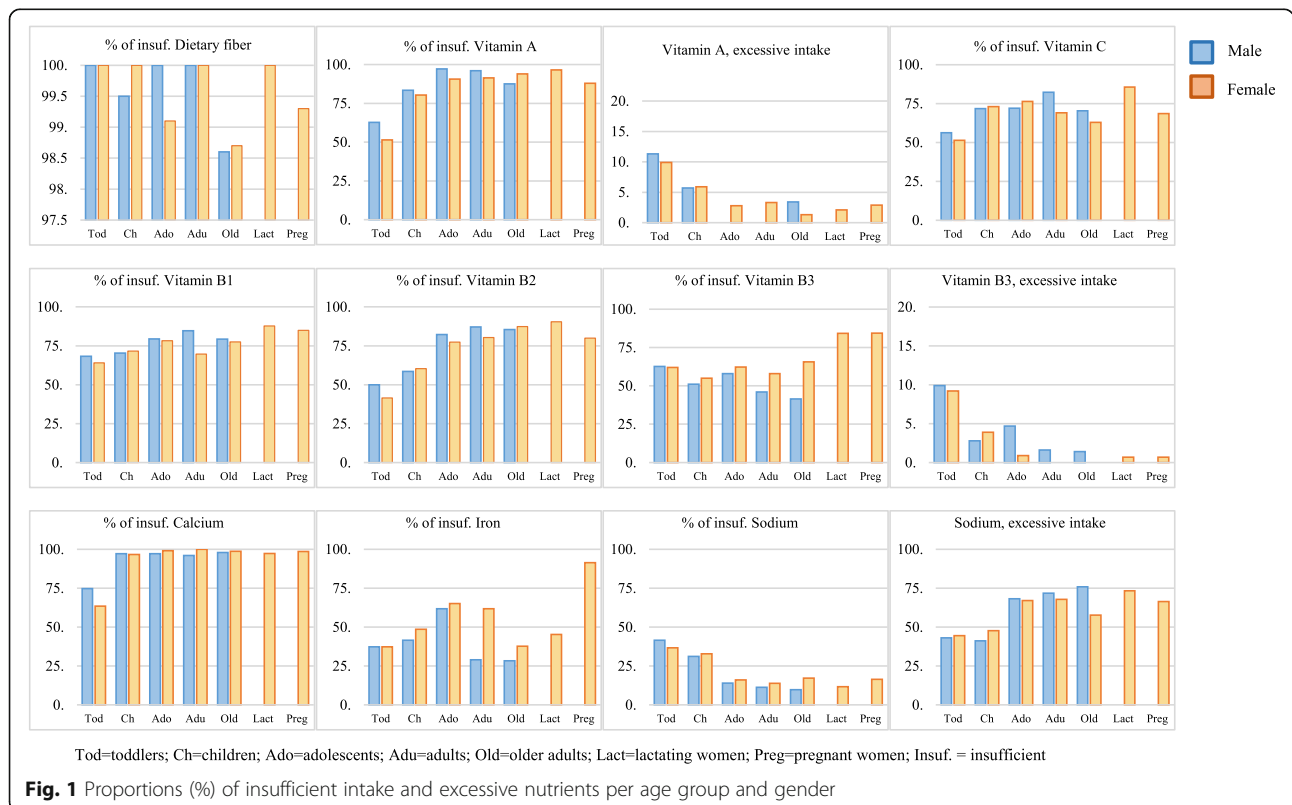 % of insuf. Dietary fiber
100.
99.5
99.
98.5
98.
97.5
Tod Ch Ado Adu Old Lact Preg
% of insuf. Vitamin A
100.
75.
50.
25.
0.
Tod Ch Ado Adu Old Lact Preg
Vitamin A, excessive intake
20.
15.
10.
5.
0.
Tod Ch Ado Adu Old Lact Preg
% of insuf. Vitamin C
100.
75.
50.
25.
0.
Tod Ch Ado Adu Old Lact Preg
Male
Female
% of insuf. Vitamin B1
100.
75.
50.
25.
0.
Tod Ch Ado Adu Old Lact Preg
% of insuf. Vitamin B2
100.
75.
50.
25.
0.
Tod Ch Ado Adu Old Lact Preg
% of insuf. Vitamin B3
100.
75.
50.
25.
0.
Tod Ch Ado Adu Old Lact Preg
Vitamin B3, excessive intake
20.
15.
10.
5.
0.
Tod Ch Ado Adu Old Lact Preg
% of insuf. Calcium
100.
75.
50.
25.
0.
Tod Ch Ado Adu Old Lact Preg
% of insuf. Iron
100.
75.
50.
25.
0.
Tod Ch Ado Adu Old Lact Preg
% of insuf. Sodium
100.
75.
50.
25.
0.
Tod Ch Ado Adu Old Lact Preg
Sodium, excessive intake
100.
75.
50.
25.
0.
Tod Ch Ado Adu Old Lact Preg
Tod=toddlers; Ch=children; Ado=adolescents; Adu=adults; Old=older adults; Lact=lactating women; Preg=pregnant women; Insuf. = insufficient
Fig. 1 Proportions (%) of insufficient intake and excessive nutrients per age group and gender